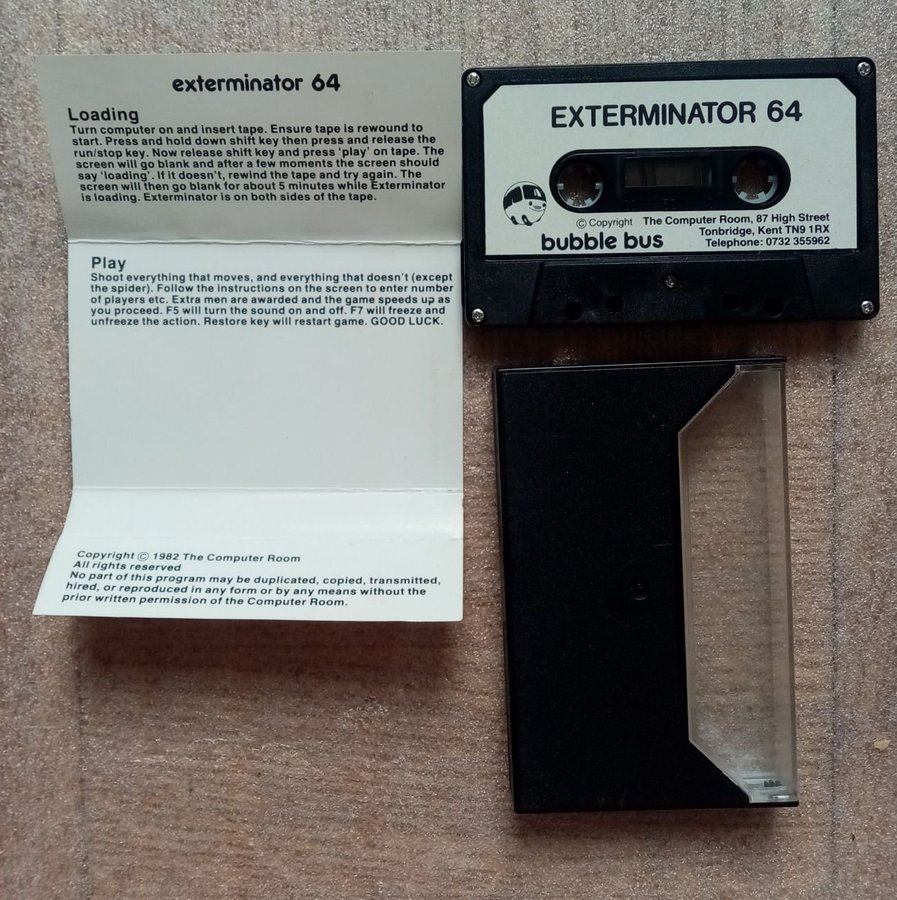 exterminator 64
Loading
Turn computer on and insert tape. Ensure tape is rewound to
start. Press and hold down shift key then press and release the
run/stop key. Now release shift key and press 'play' on tape. The
screen will go blank and after a few moments the screen should
say 'loading'. If it doesn't, rewind the tape and try again. The
screen will then go blank for about 5 minutes while Exterminator
is loading. Exterminator is on both sides of the tape.
Play
Shoot everything that moves, and everything that doesn't (except
the spider). Follow the instructions on the screen to enter number
of players etc. Extra men are awarded and the game speeds up as
you proceed. F5 will turn the sound on and off. F7 will freeze and
unfreeze the action. Restore key will restart game. GOOD LUCK.
Copyright © 1982 The Computer Room
All rights reserved
No part of this program may be duplicated, copied, transmitted,
hired, or reproduced in any form or by any means without the
prior written permission of the Computer Room.
EXTERMINATOR 64
© Copyright The Computer Room, 87 High Street
Tonbridge, Kent TN9 1RX
bubble bus Telephone: 0732 355962